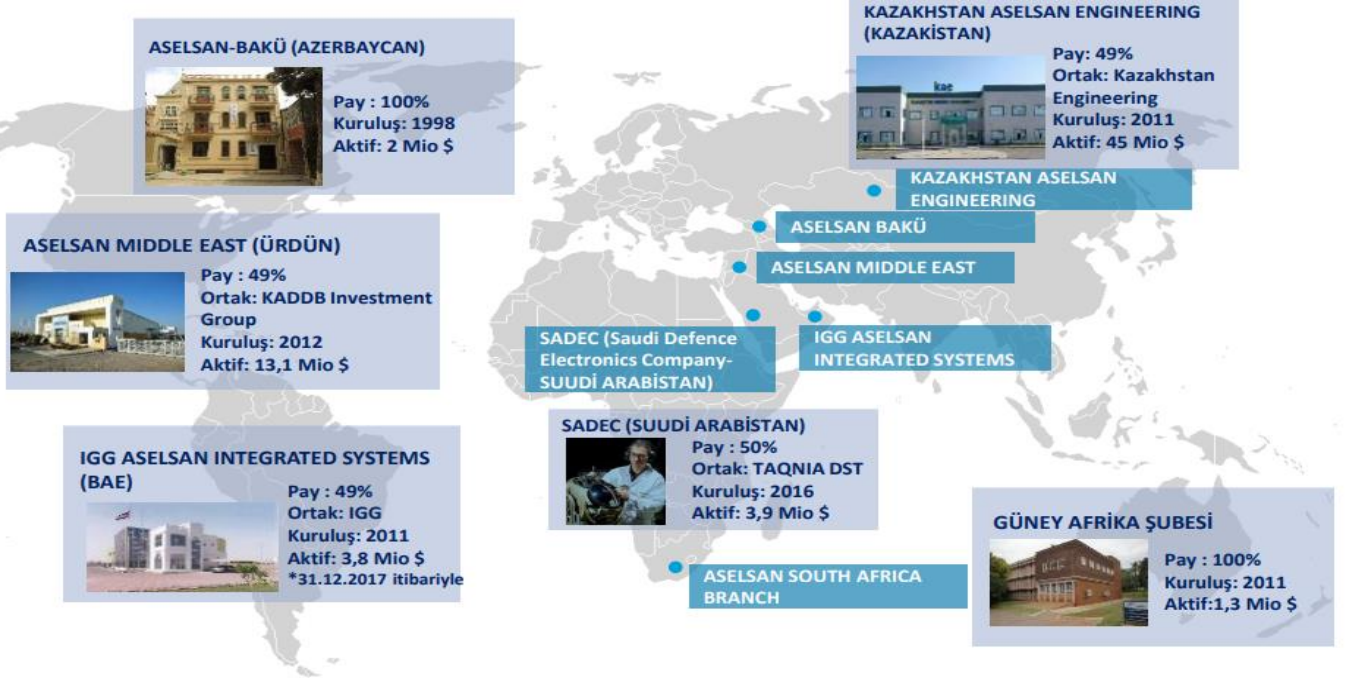 ASELSAN-BAKÜ (AZERBAYCAN)
Pay : 100%
Kuruluş: 1998
Aktif: 2 Mio $
KAZAKHSTAN ASELSAN ENGINEERING
(KAZAKİSTAN)
kae
Pay: 49%
Ortak: Kazakhstan
Engineering
Kuruluş: 2011
Aktif: 45 Mio $
KAZAKHSTAN ASELSAN
ENGINEERING
ASELSAN BAKÜ
ASELSAN MIDDLE EAST
ASELSAN MIDDLE EAST (ÜRDÜN)
Pay : 49%
Ortak: KADDB Investment
Group
Kuruluş: 2012
Aktif: 13,1 Mio $
SADEC (Saudi Defence
Electronics Company-
SUUDİ ARABİSTAN)
IGG ASELSAN
INTEGRATED SYSTEMS
IGG ASELSAN INTEGRATED SYSTEMS
(BAE)
Pay : 49%
Ortak: IGG
Kuruluş: 2011
Aktif: 3,8 Mio $
*31.12.2017 itibariyle
SADEC (SUUDİ ARABİSTAN)
Pay : 50%
Ortak: TAQNIA DST
Kuruluş: 2016
Aktif: 3,9 Mio $
ASELSAN SOUTH AFRICA
BRANCH
GÜNEY AFRİKA ŞUBESİ
Pay : 100%
Kuruluş: 2011
Aktif:1,3 Mio $